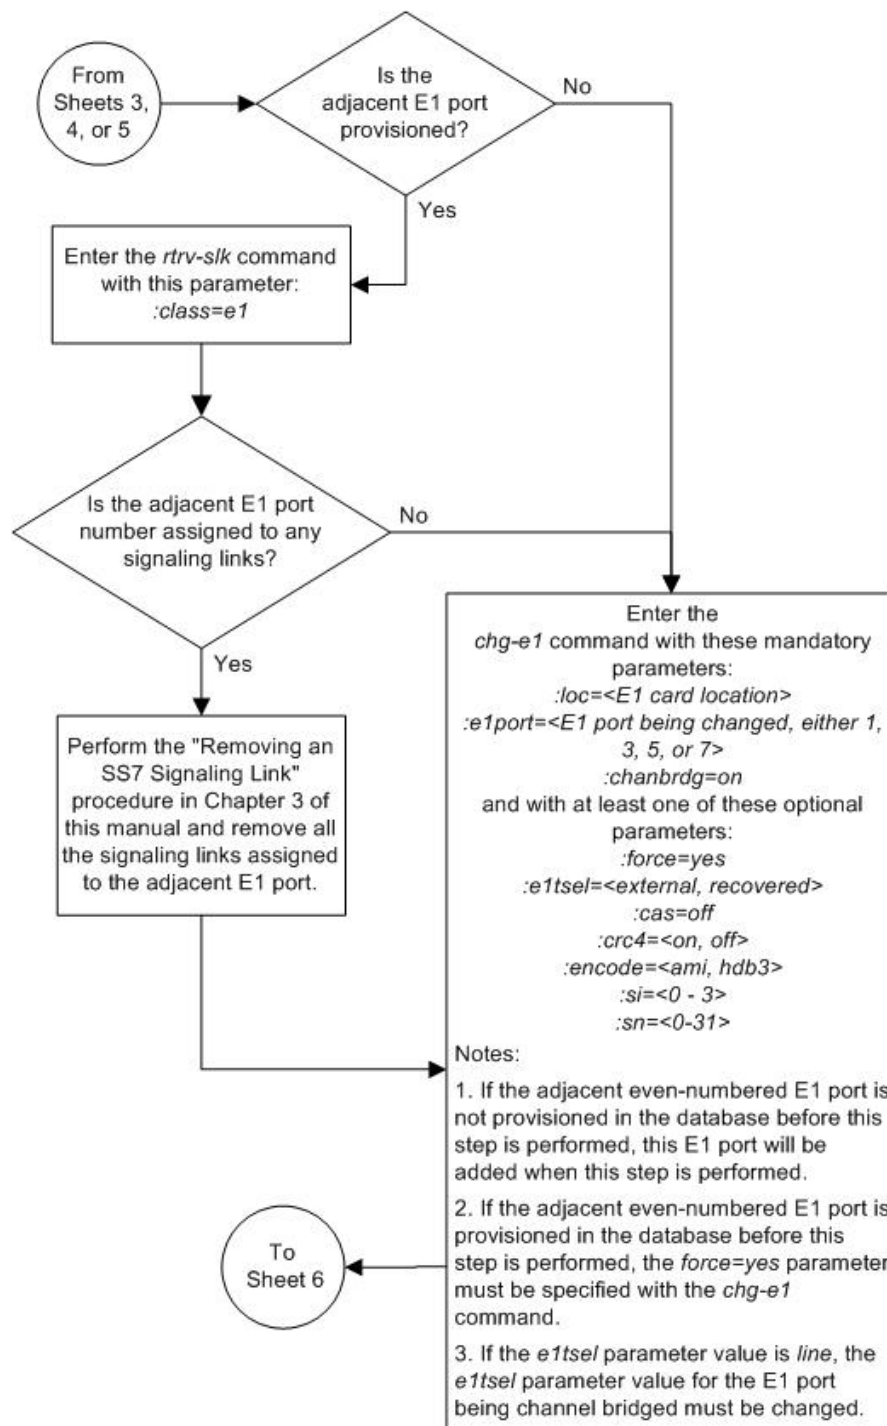 From
Sheets 3,
4, or 5
Is the
adjacent E1 port
provisioned?
No
Yes
Enter the rtrv-slk command
with this parameter:
:class=e1
Is the adjacent E1 port
number assigned to any
signaling links?
No
Yes
Perform the "Removing an
SS7 Signaling Link"
procedure in Chapter 3 of
this manual and remove all
the signaling links assigned
to the adjacent E1 port.
Enter the
chg-e1 command with these mandatory
parameters:
:loc=<E1 card location>
:e1port=<E1 port being changed, either 1,
3, 5, or 7>
:chanbrdg=on
and with at least one of these optional
parameters:
:force=yes
:e1tsel=<external, recovered>
:cas=off
:crc4=<on, off>
:encode=<ami, hdb3>
:si=<0 - 3>
:sn=<0-31>
Notes:
1. If the adjacent even-numbered E1 port is
not provisioned in the database before this
step is performed, this E1 port will be
added when this step is performed.
2. If the adjacent even-numbered E1 port is
provisioned in the database before this
step is performed, the force=yes parameter
must be specified with the chg-e1
command.
3. If the e1tsel parameter value is line, the
e1tsel parameter value for the E1 port
being channel bridged must be changed.
To
Sheet 6